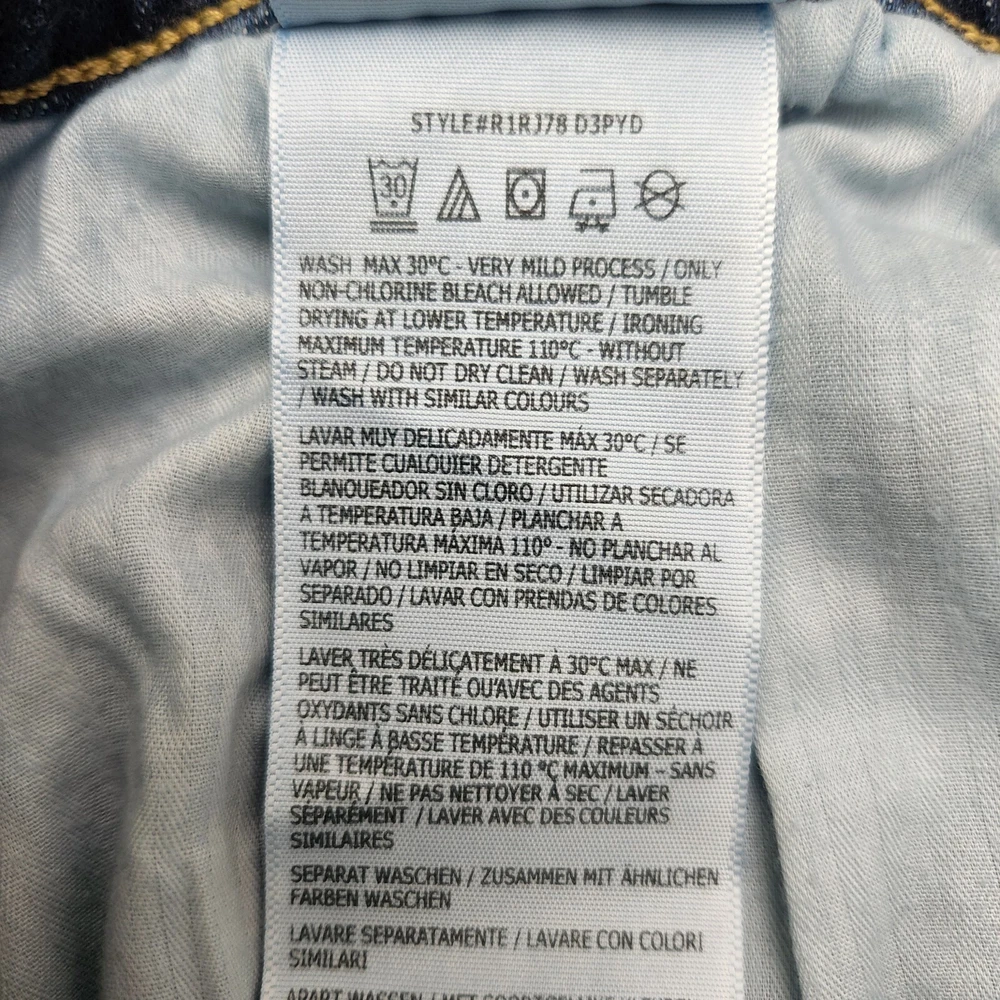 STYLE#R1RJ78 D3PYD
30
WASH MAX 30°C - VERY MILD PROCESS / ONLY
NON-CHLORINE BLEACH ALLOWED / TUMBLE
DRYING AT LOWER TEMPERATURE / IRONING
MAXIMUM TEMPERATURE 110°C - WITHOUT
STEAM / DO NOT DRY CLEAN / WASH SEPARATELY
/ WASH WITH SIMILAR COLOURS
LAVAR MUY DELICADAMENTE MÁX 30°C / SE
PERMITE CUALQUIER DETERGENTE
BLANQUEADOR SIN CLORO / UTILIZAR SECADORA
A TEMPERATURA BAJA / PLANCHAR A
TEMPERATURA MÁXIMA 110° - NO PLANCHAR AL
VAPOR / NO LIMPIAR EN SECO / LIMPIAR POR
SEPARADO / LAVAR CON PRENDAS DE COLORES
SIMILARES
LAVER TRÈS DÉLICATEMENT À 30°C MAX / NE
PEUT ÊTRE TRAITÉ QU'AVEC DES AGENTS
OXYDANTS SANS CHLORE / UTILISER UN SÉCHOIR
À LINGE À BASSE TEMPÉRATURE / REPASSER À
UNE TEMPÉRATURE DE 110 °C MAXIMUM – SANS
VAPEUR / NE PAS NETTOYER À SEC / LAVER
SÉPARÉMENT / LAVER AVEC DES COULEURS
SIMILAIRES
SEPARAT WASCHEN / ZUSAMMEN MIT ÄHNLICHEN
FARBEN WASCHEN
LAVARE SEPARATAMENTE / LAVARE CON COLORI
SIMILARI
APART WASSEN / MET